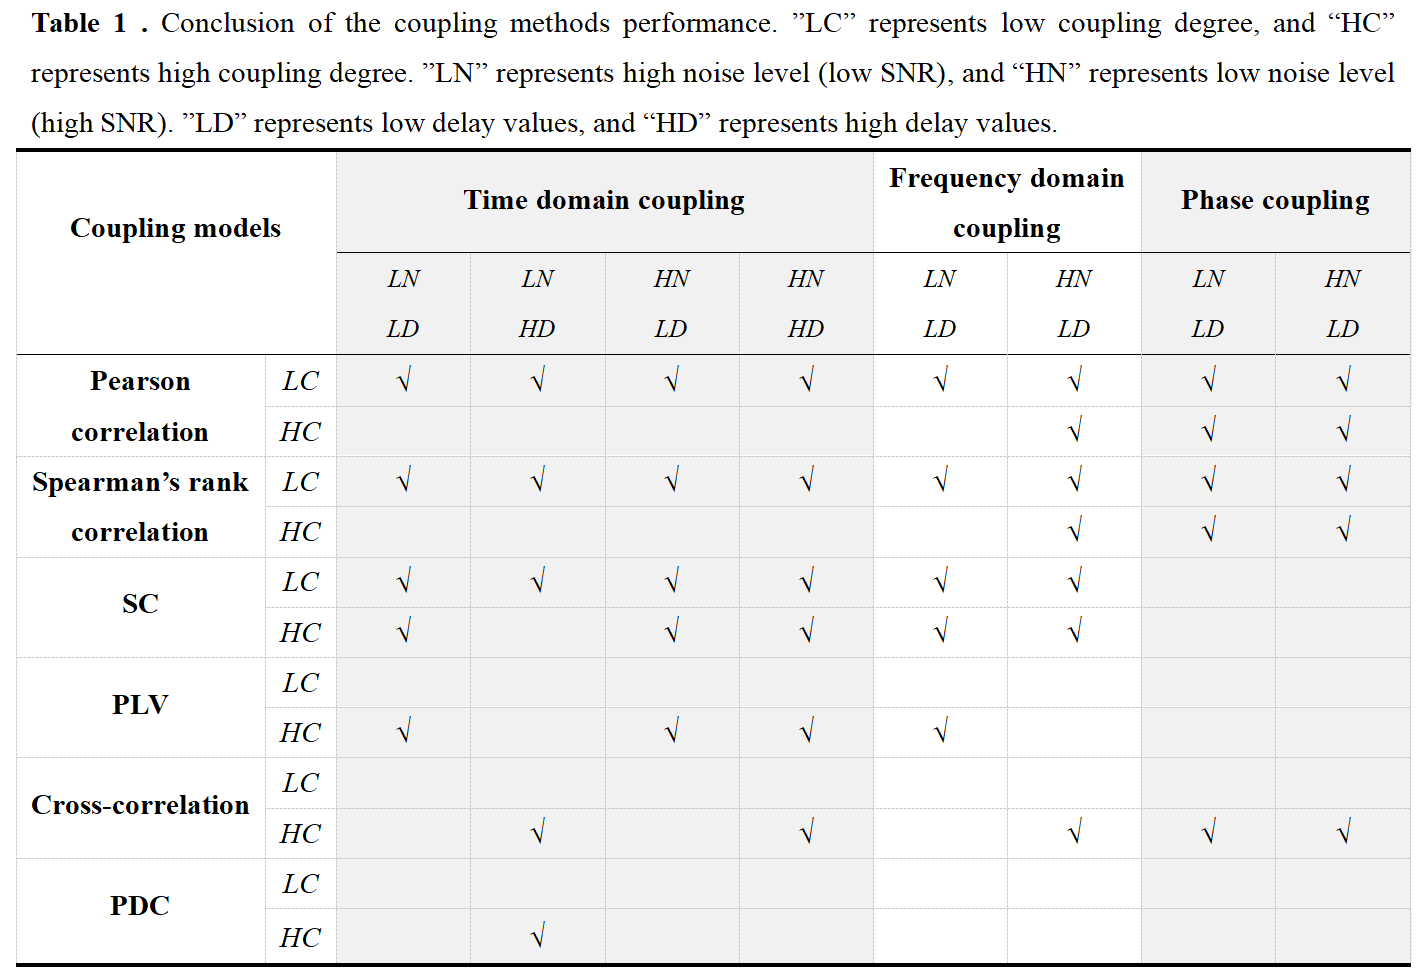 Table 1 . Conclusion of the coupling methods performance. ”LC” represents low coupling degree, and “HC”
represents high coupling degree. ”LN” represents high noise level (low SNR), and “HN” represents low noise level
(high SNR). ”LD” represents low delay values, and “HD” represents high delay values.
Coupling models Time domain coupling Frequency domain coupling Phase coupling
LN LN HN HN LN HN LN HN
LD HD LD HD LD LD LD LD
Pearson correlation LC √ √ √ √ √ √ √ √
HC √ √ √
Spearman’s rank correlation LC √ √ √ √ √ √ √ √
HC √ √ √
SC LC √ √ √ √ √ √
HC √ √ √ √ √
PLV LC
HC √ √ √ √
Cross-correlation LC
HC √ √ √ √ √
PDC LC
HC √